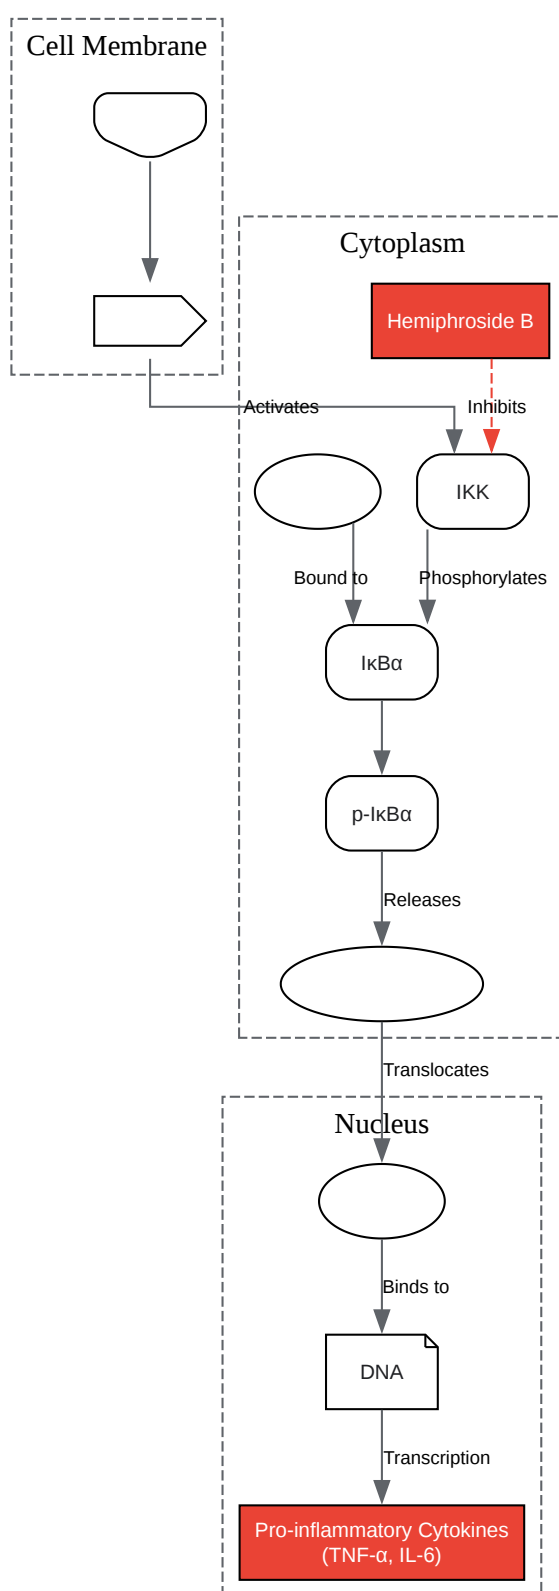 Cell Membrane
Cytoplasm
Hemiphroside B
Activates
Inhibits
IKK
Bound to
Phosphorylates
IκBα
p-IκBα
Releases
Translocates
Nucleus
Binds to
DNA
Transcription
Pro-inflammatory Cytokines
(TNF-α, IL-6)